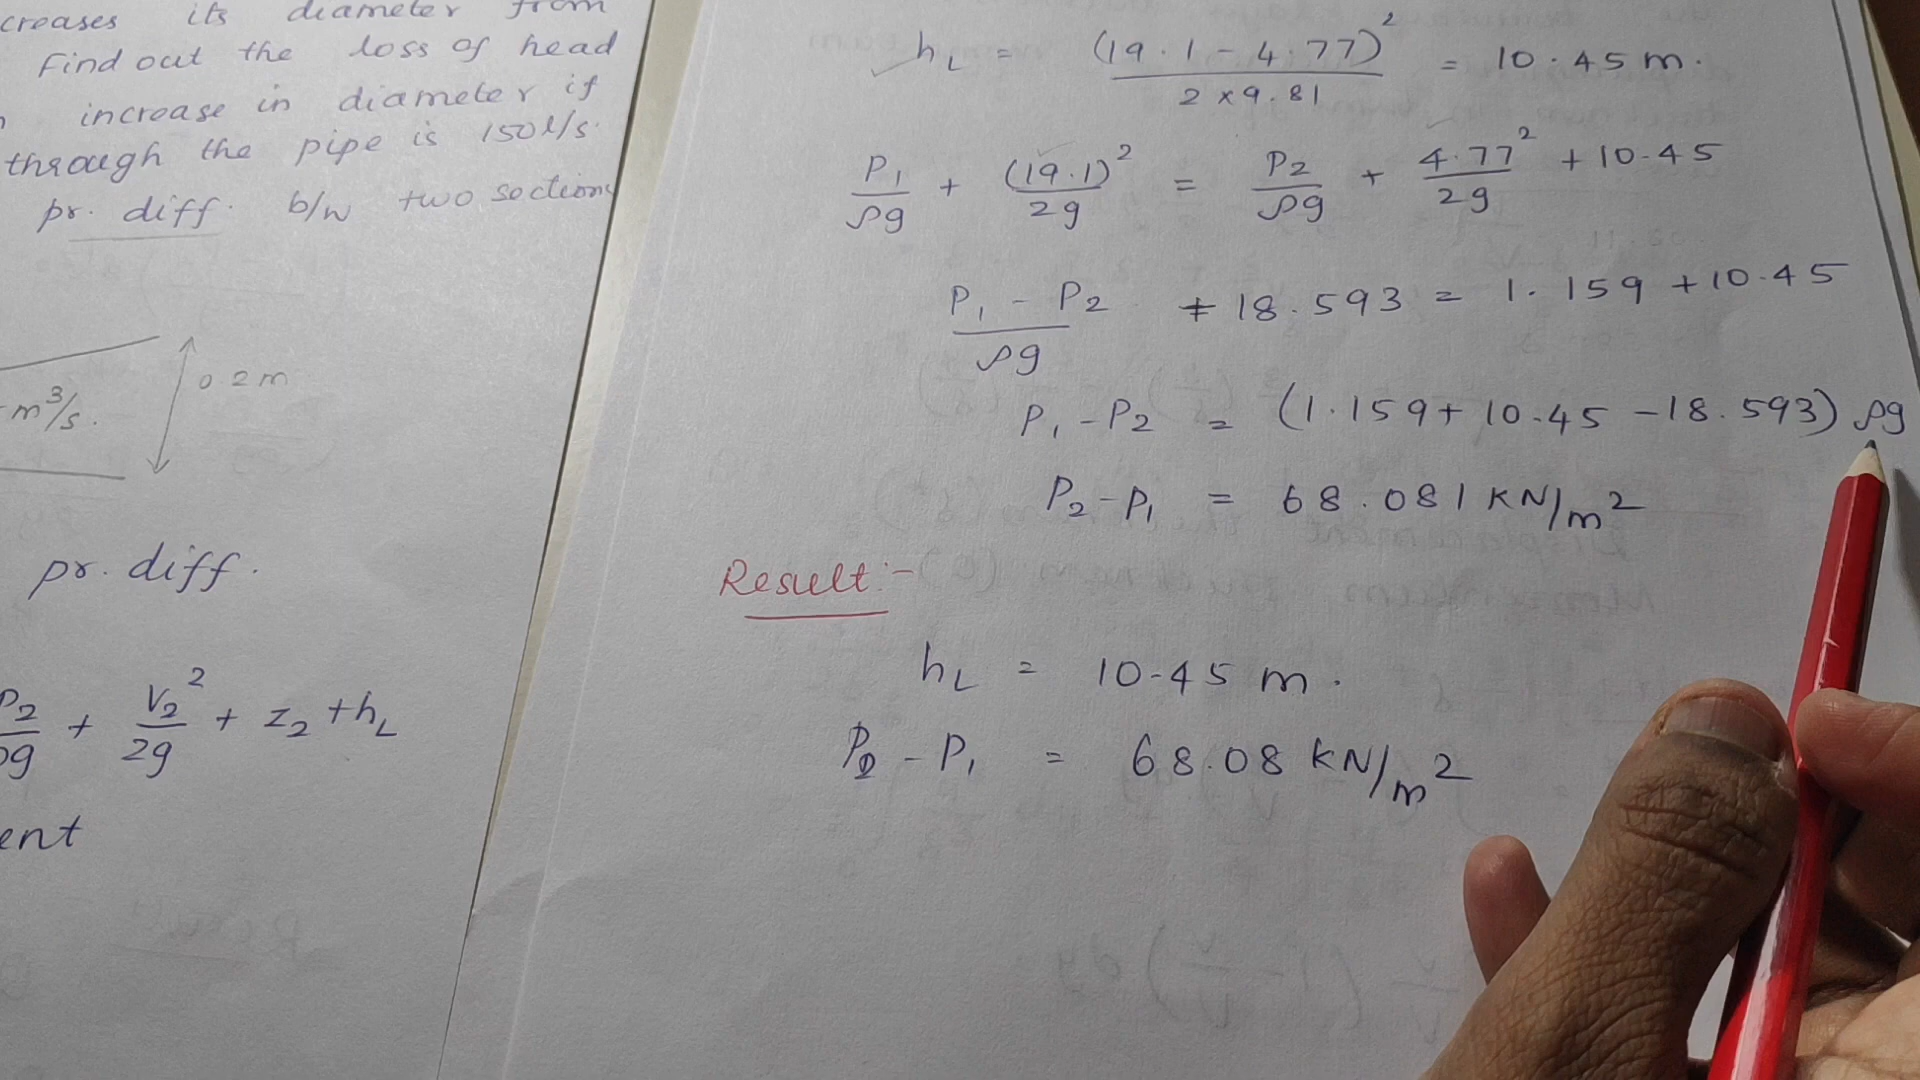 creases its diameter from
Find out the loss of head
increase in diameter if
through the pipe is 150 l/s.
pr. diff. b/w two sections
0.2m
m³/s.
pr. diff.
P₂/ρg + V₂²/2g + z₂ + h_L
ent
h_L = (19.1 - 4.77)² / 2 × 9.81 = 10.45 m.
P₁/ρg + (19.1)²/2g = P₂/ρg + 4.77²/2g + 10.45
P₁ - P₂/ρg + 18.593 = 1.159 + 10.45
P₁ - P₂ = (1.159 + 10.45 - 18.593) ρg
P₂ - P₁ = 68.081 KN/m²
Result :-
h_L = 10.45 m.
P₂ - P₁ = 68.08 KN/m²